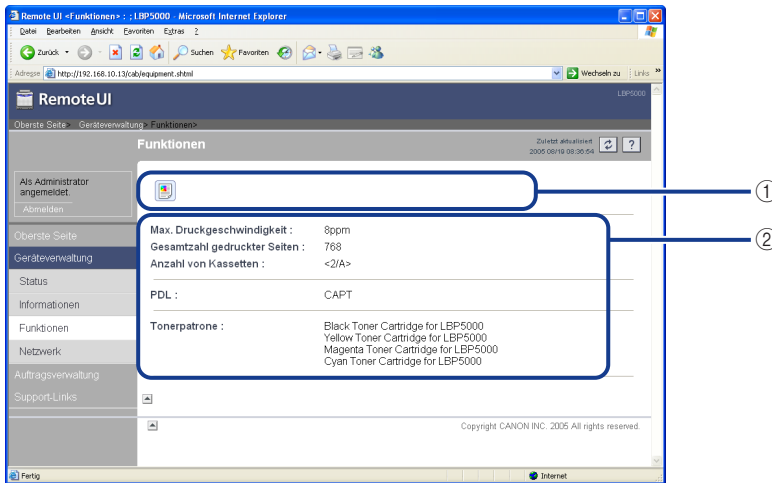 Remote UI <Funktionen> : ; LBP5000 - Microsoft Internet Explorer
Datei Bearbeiten Ansicht Favoriten Extras ?
Zurück Suchen Favoriten
Adresse http://192.168.10.13/cab/equipment.shtml Wechseln zu Links »
RemoteUI LBP5000
Oberste Seite> Geräteverwaltung> Funktionen>
Funktionen
Zuletzt aktualisiert
2005 08/19 08:36:54
?
Als Administrator
angemeldet.
Abmelden
①
Oberste Seite
Geräteverwaltung
Status
Informationen
Funktionen
Netzwerk
Auftragsverwaltung
Support-Links
Max. Druckgeschwindigkeit : 8ppm
Gesamtzahl gedruckter Seiten : 768
Anzahl von Kassetten : <2/A>
②
PDL : CAPT
Tonerpatrone : Black Toner Cartridge for LBP5000
Yellow Toner Cartridge for LBP5000
Magenta Toner Cartridge for LBP5000
Cyan Toner Cartridge for LBP5000
Copyright CANON INC. 2005 All rights reserved.
Fertig Internet